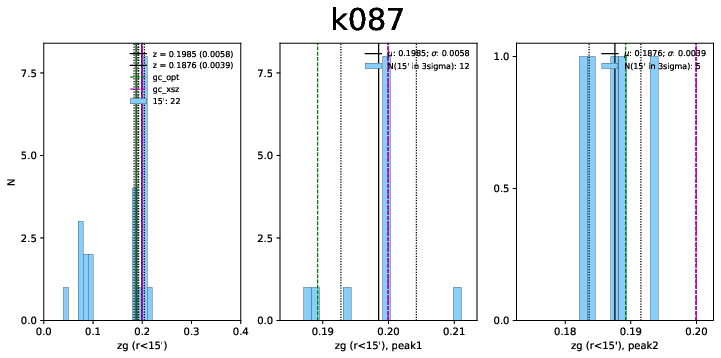 k087
z = 0.1985 (0.0058)
z = 0.1876 (0.0039)
gc_opt
gc_xsz
15': 22
N
7.5
5.0
2.5
0.0
0.0 0.1 0.2 0.3 0.4
zg (r<15')
μ: 0.1985; σ: 0.0058
N(15' in 3sigma): 12
7.5
5.0
2.5
0.0
0.19 0.20 0.21
zg (r<15'), peak1
μ: 0.1876; σ: 0.0039
N(15' in 3sigma): 5
1.0
0.5
0.0
0.18 0.19 0.20
zg (r<15'), peak2